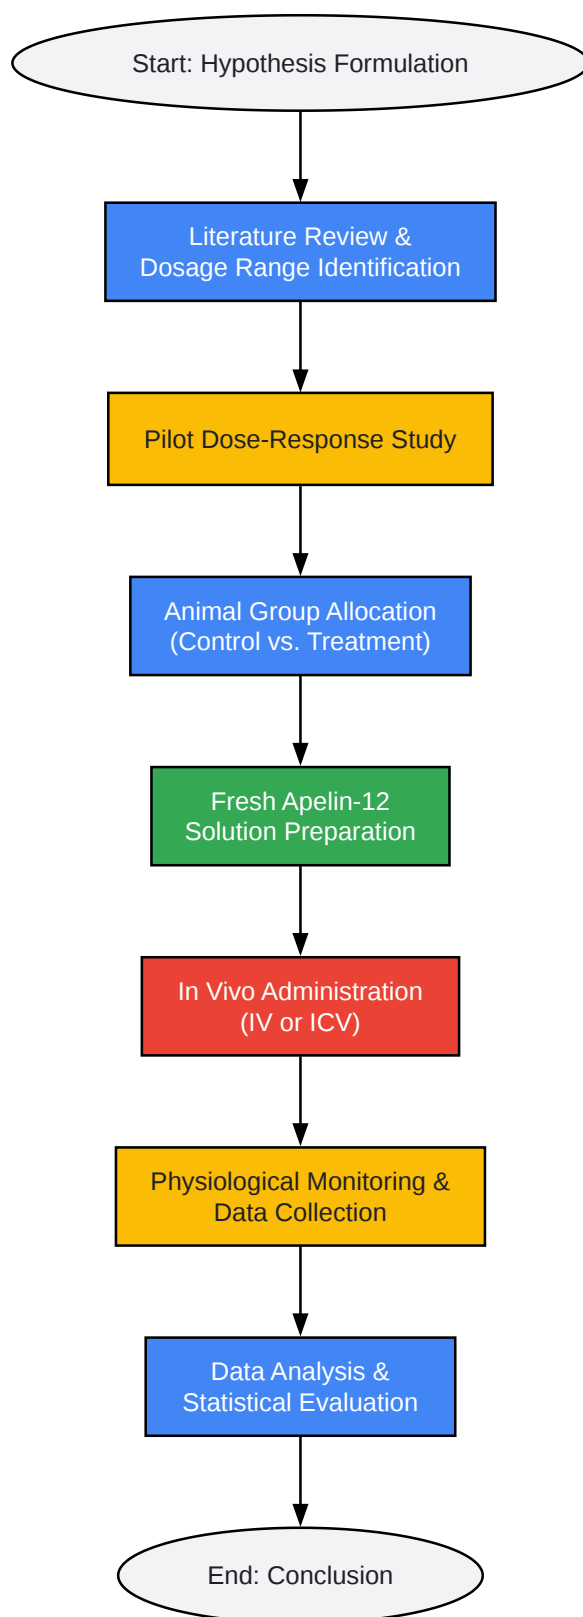 Start: Hypothesis Formulation
Literature Review &
Dosage Range Identification
Pilot Dose-Response Study
Animal Group Allocation
(Control vs. Treatment)
Fresh Apelin-12
Solution Preparation
In Vivo Administration
(IV or ICV)
Physiological Monitoring &
Data Collection
Data Analysis &
Statistical Evaluation
End: Conclusion